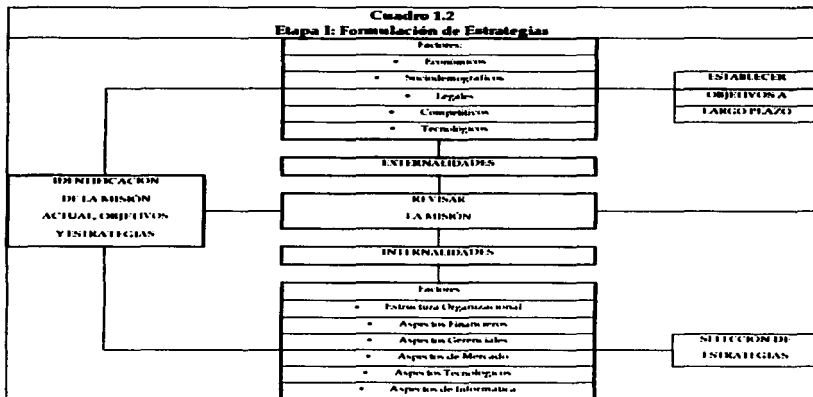 Cuadro 1.2
Etapa I: Formulación de Estrategias
Factores:
• Económicos
• Sociodemográficos
• Legales
• Competitivos
• Tecnológicos
ESTABLECER
OBJETIVOS A
LARGO PLAZO
EXTERNALIDADES
IDENTIFICACION
DE LA MISIÓN
ACTUAL, OBJETIVOS
Y ESTRATEGIAS
REVISAR
LA MISIÓN
INTERNALIDADES
Factores
• Estructura Organizacional
• Aspectos Financieros
• Aspectos Gerenciales
• Aspectos de Mercado
• Aspectos Tecnológicos
• Aspectos de Informática
SELECCIÓN DE
ESTRATEGIAS